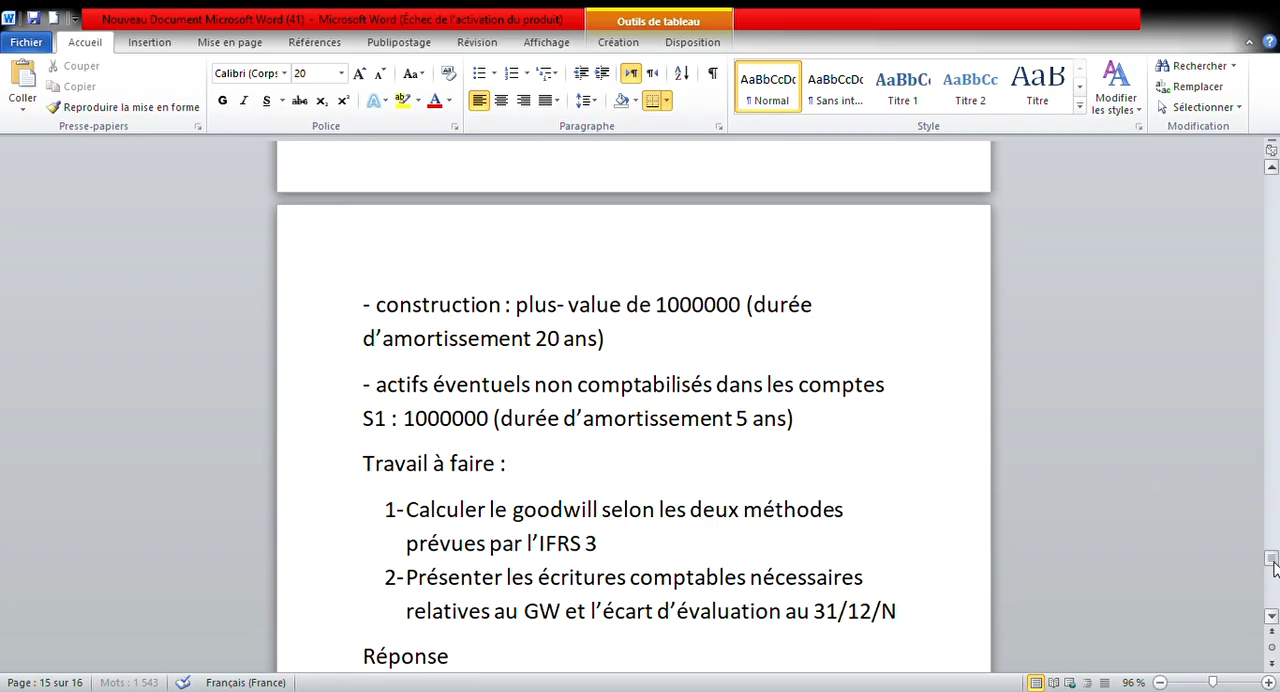 Nouveau Document Microsoft Word (41) - Microsoft Word (Échec de l'activation du produit)
Outils de tableau
Fichier Accueil Insertion Mise en page Références Publipostage Révision Affichage Création Disposition
Coller
Couper
Copier
Reproduire la mise en forme
Presse-papiers
Calibri (Corps 20
G I S abc x₂ x²
Police
Paragraphe
AaBbCcDc AaBbCcDc AaBbCc AaBbCc AaB
¶ Normal ¶ Sans int... Titre 1 Titre 2 Titre
Modifier les styles
Style
Rechercher
Remplacer
Sélectionner
Modification
- construction : plus- value de 1000000 (durée
d'amortissement 20 ans)
- actifs éventuels non comptabilisés dans les comptes
S1 : 1000000 (durée d'amortissement 5 ans)
Travail à faire :
1-Calculer le goodwill selon les deux méthodes
prévues par l'IFRS 3
2-Présenter les écritures comptables nécessaires
relatives au GW et l'écart d'évaluation au 31/12/N
Réponse
Page : 15 sur 16 Mots : 1 543 Français (France) 96 %